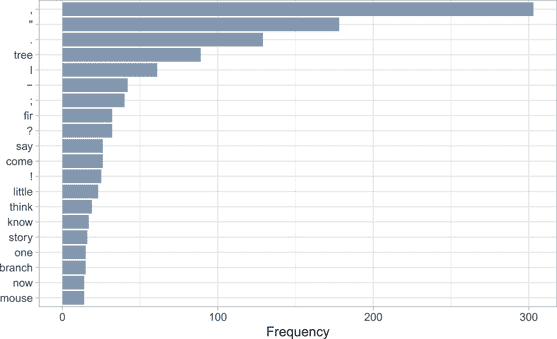 ,
"
.
tree
I
–
;
fir
?
say
come
!
little
think
know
story
one
branch
now
mouse
0 100 200 300
Frequency